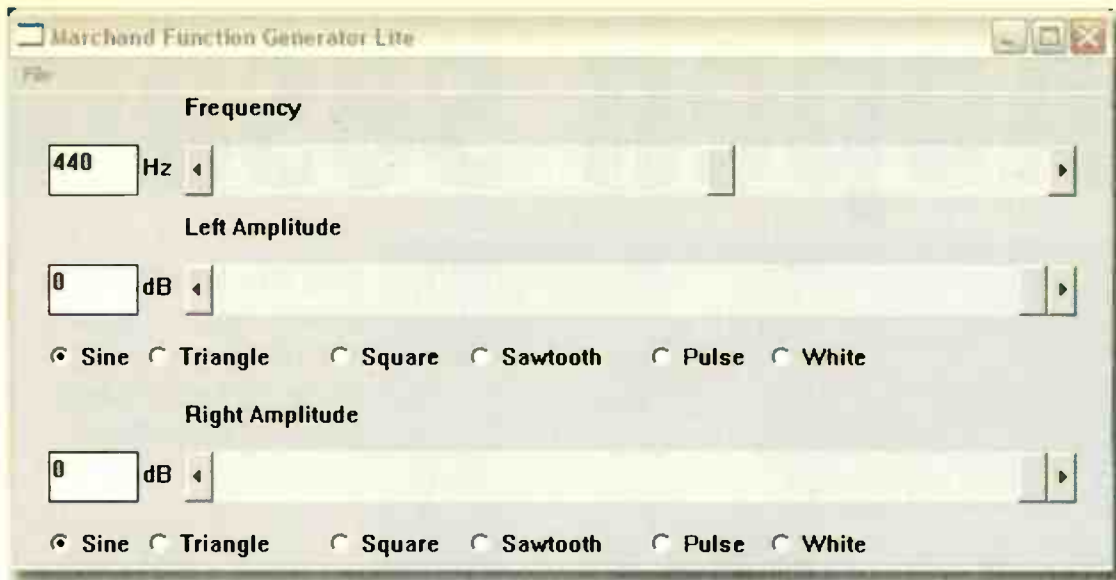 Marchand Function Generator Lite
File
Frequency
440 Hz
Left Amplitude
0 dB
Sine Triangle Square Sawtooth Pulse White
Right Amplitude
0 dB
Sine Triangle Square Sawtooth Pulse White